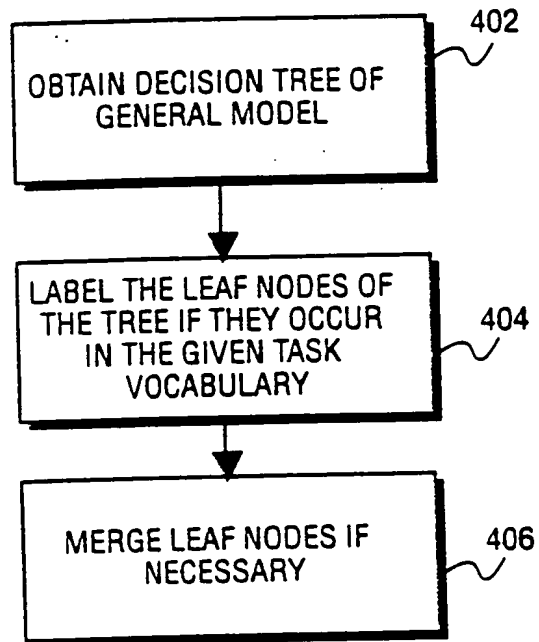 402
OBTAIN DECISION TREE OF
GENERAL MODEL
LABEL THE LEAF NODES OF
THE TREE IF THEY OCCUR
IN THE GIVEN TASK
VOCABULARY
404
MERGE LEAF NODES IF
NECESSARY
406